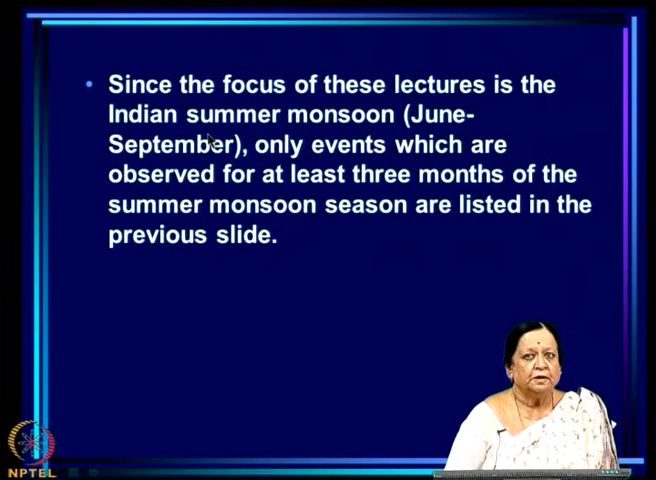 Since the focus of these lectures is the
Indian summer monsoon (June-
September), only events which are
observed for at least three months of the
summer monsoon season are listed in the
previous slide.
NPTEL